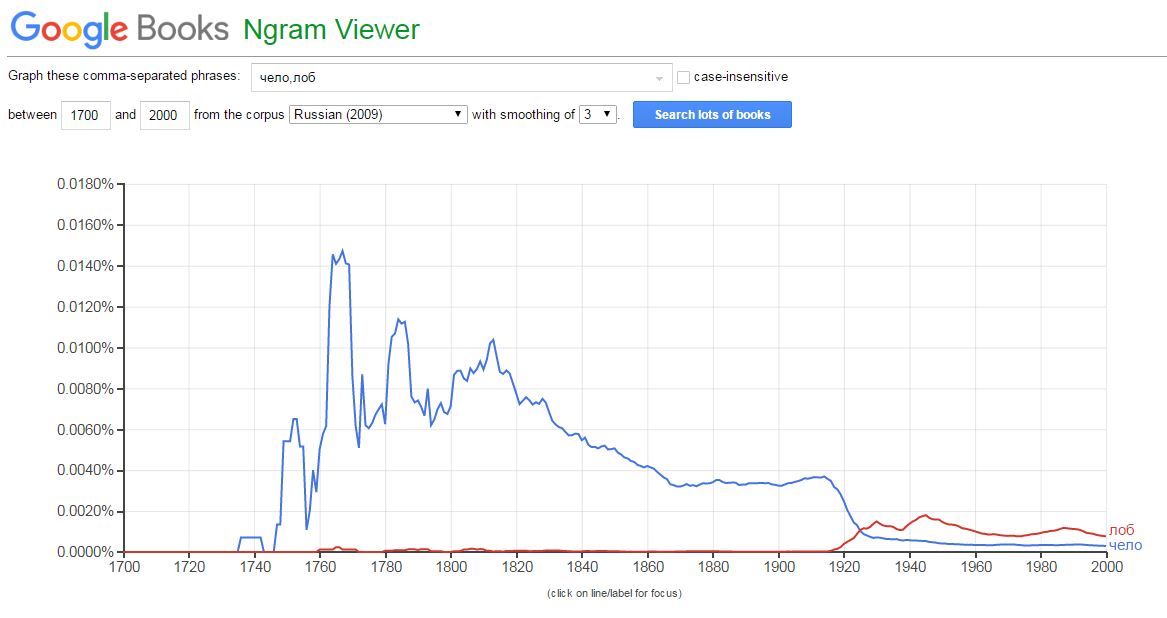 Google Books Ngram Viewer
Graph these comma-separated phrases: чело,лоб case-insensitive
between 1700 and 2000 from the corpus Russian (2009) with smoothing of 3 . Search lots of books
0.0180%
0.0160%
0.0140%
0.0120%
0.0100%
0.0080%
0.0060%
0.0040%
0.0020%
0.0000%
лоб
чело
1700 1720 1740 1760 1780 1800 1820 1840 1860 1880 1900 1920 1940 1960 1980 2000
(click on line/label for focus)